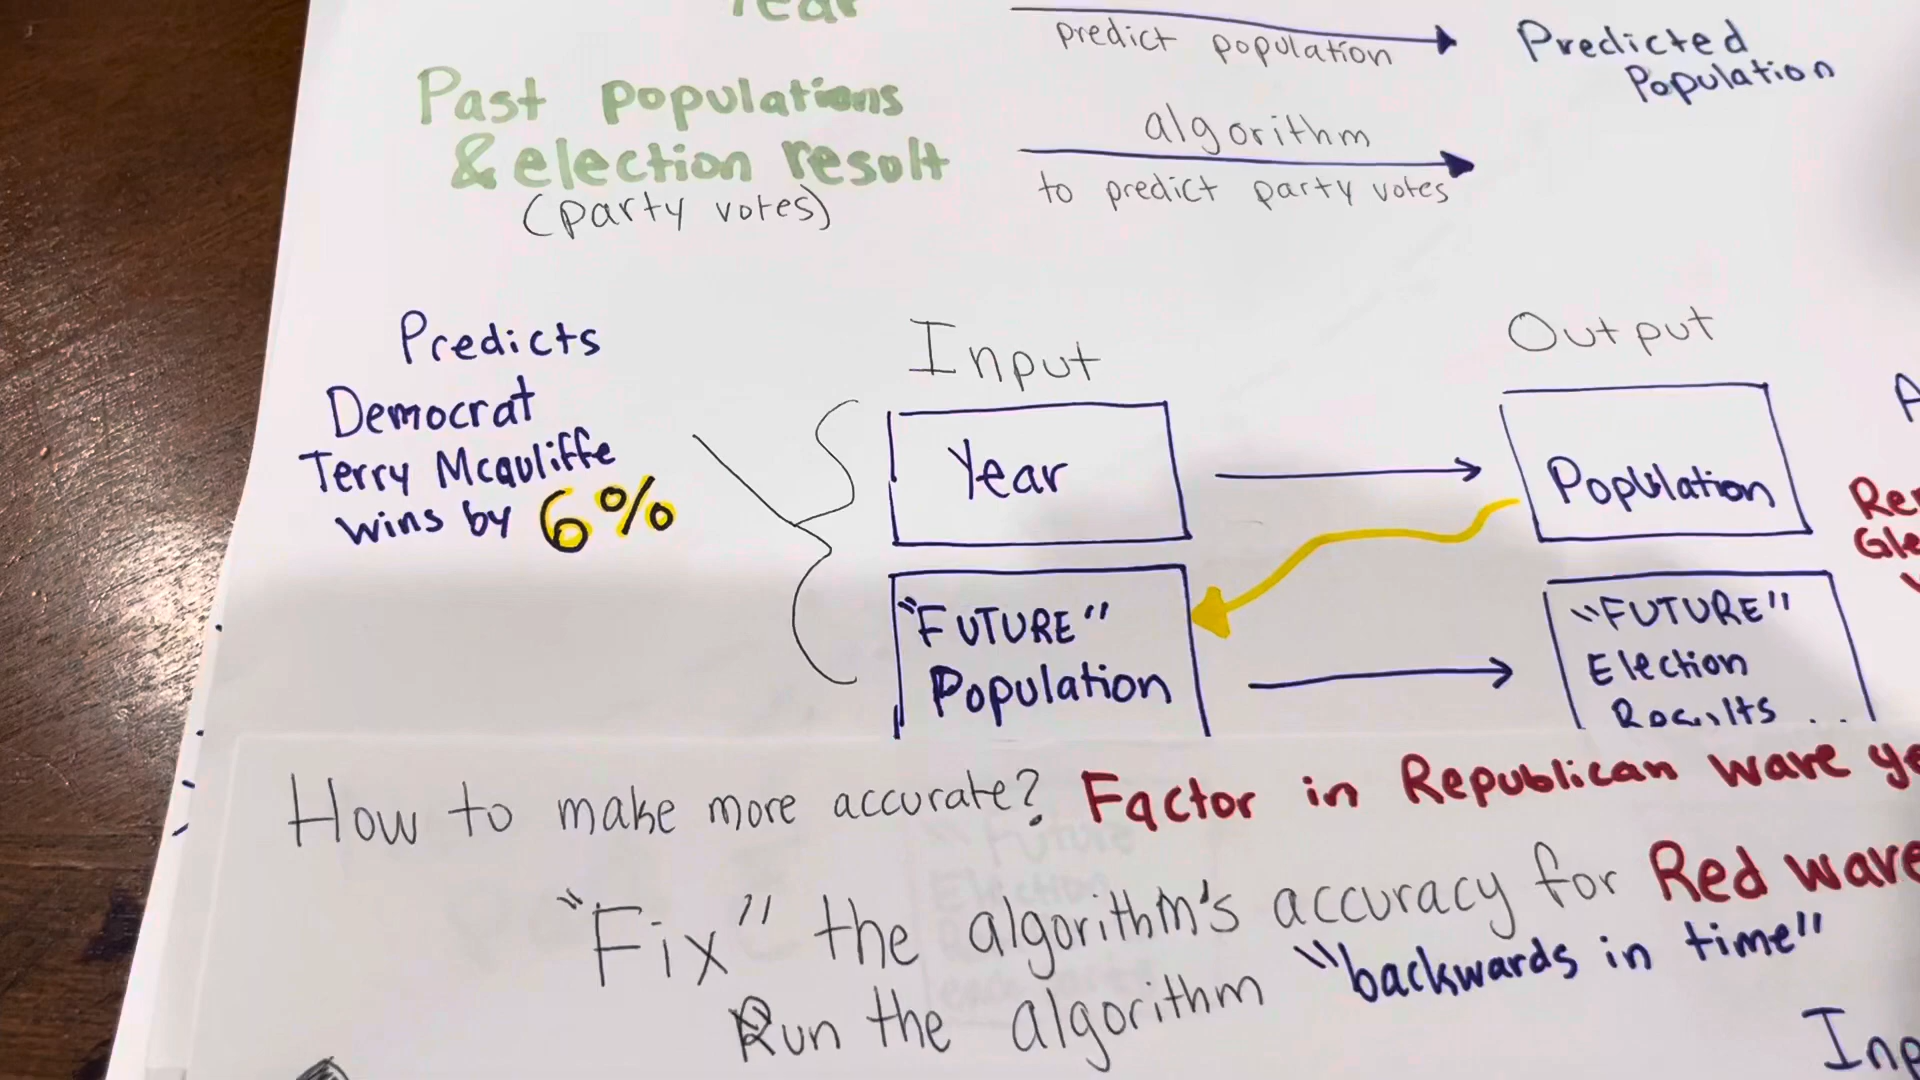 Year
predict population
Predicted
Population
Past populations
& election result
(party votes)
algorithm
to predict party votes
Predicts
Democrat
Terry Mcauliffe
wins by 6%
Input
Output
Year
Population
"FUTURE"
Population
"FUTURE"
Election
Results
How to make more accurate? Factor in Republican wave
"Fix" the algorithm's accuracy for Red wave
Run the algorithm "backwards in time"